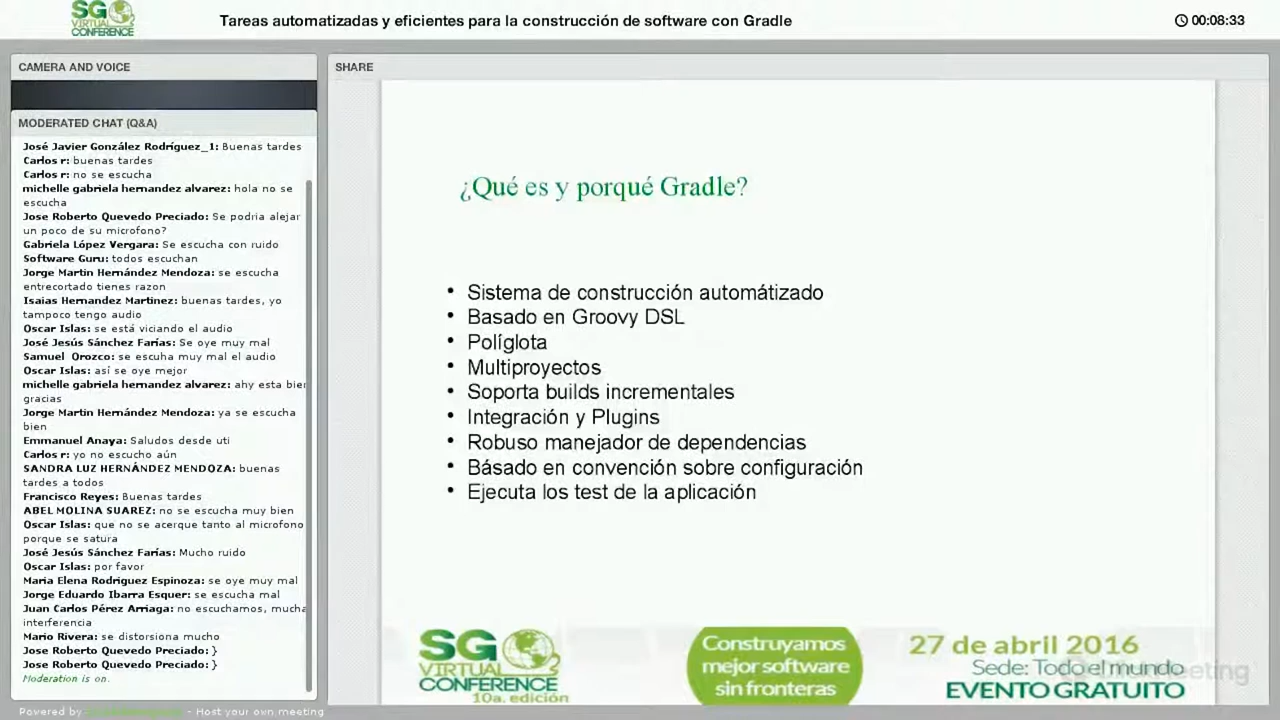 SG
VIRTUAL
CONFERENCE
Tareas automatizadas y eficientes para la construcción de software con Gradle
00:08:33
CAMERA AND VOICE
MODERATED CHAT (Q&A)
José Javier González Rodríguez_1: Buenas tardes
Carlos r: buenas tardes
Carlos r: no se escucha
michelle gabriela hernandez alvarez: hola no se
escucha
Jose Roberto Quevedo Preciado: Se podria alejar
un poco de su microfono?
Gabriela López Vergara: Se escucha con ruido
Software Guru: todos escuchan
Jorge Martin Hernández Mendoza: se escucha
entrecortado tienes razon
Isaias Hernandez Martinez: buenas tardes, yo
tampoco tengo audio
Oscar Islas: se está viciando el audio
José Jesús Sánchez Farías: Se oye muy mal
Samuel Orozco: se escuha muy mal el audio
Oscar Islas: así se oye mejor
michelle gabriela hernandez alvarez: ahy esta bien
gracias
Jorge Martin Hernández Mendoza: ya se escucha
bien
Emmanuel Anaya: Saludos desde uti
Carlos r: yo no escucho aún
SANDRA LUZ HERNÁNDEZ MENDOZA: buenas
tardes a todos
Francisco Reyes: Buenas tardes
ABEL MOLINA SUAREZ: no se escucha muy bien
Oscar Islas: que no se acerque tanto al microfono
porque se satura
José Jesús Sánchez Farías: Mucho ruido
Oscar Islas: por favor
Maria Elena Rodriguez Espinoza: se oye muy mal
Jorge Eduardo Ibarra Esquer: se escucha mal
Juan Carlos Pérez Arriaga: no escuchamos, mucha
interferencia
Mario Rivera: se distorsiona mucho
Jose Roberto Quevedo Preciado: }
Jose Roberto Quevedo Preciado: }
Moderation is on.
Powered by - Host your own meeting
SHARE
¿Qué es y porqué Gradle?
• Sistema de construcción automátizado
• Basado en Groovy DSL
• Políglota
• Multiproyectos
• Soporta builds incrementales
• Integración y Plugins
• Robuso manejador de dependencias
• Básado en convención sobre configuración
• Ejecuta los test de la aplicación
SG
VIRTUAL
CONFERENCE
10a. edición
Construyamos
mejor software
sin fronteras
27 de abril 2016
Sede: Todo el mundo
EVENTO GRATUITO